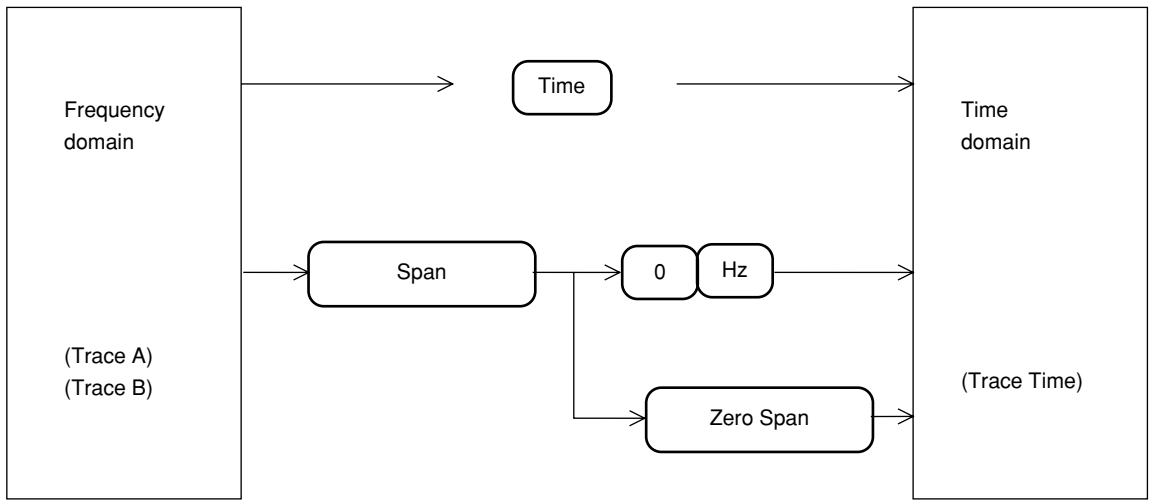 Frequency
domain
(Trace A)
(Trace B)
Time
Span
0
Hz
Zero Span
Time
domain
(Trace Time)